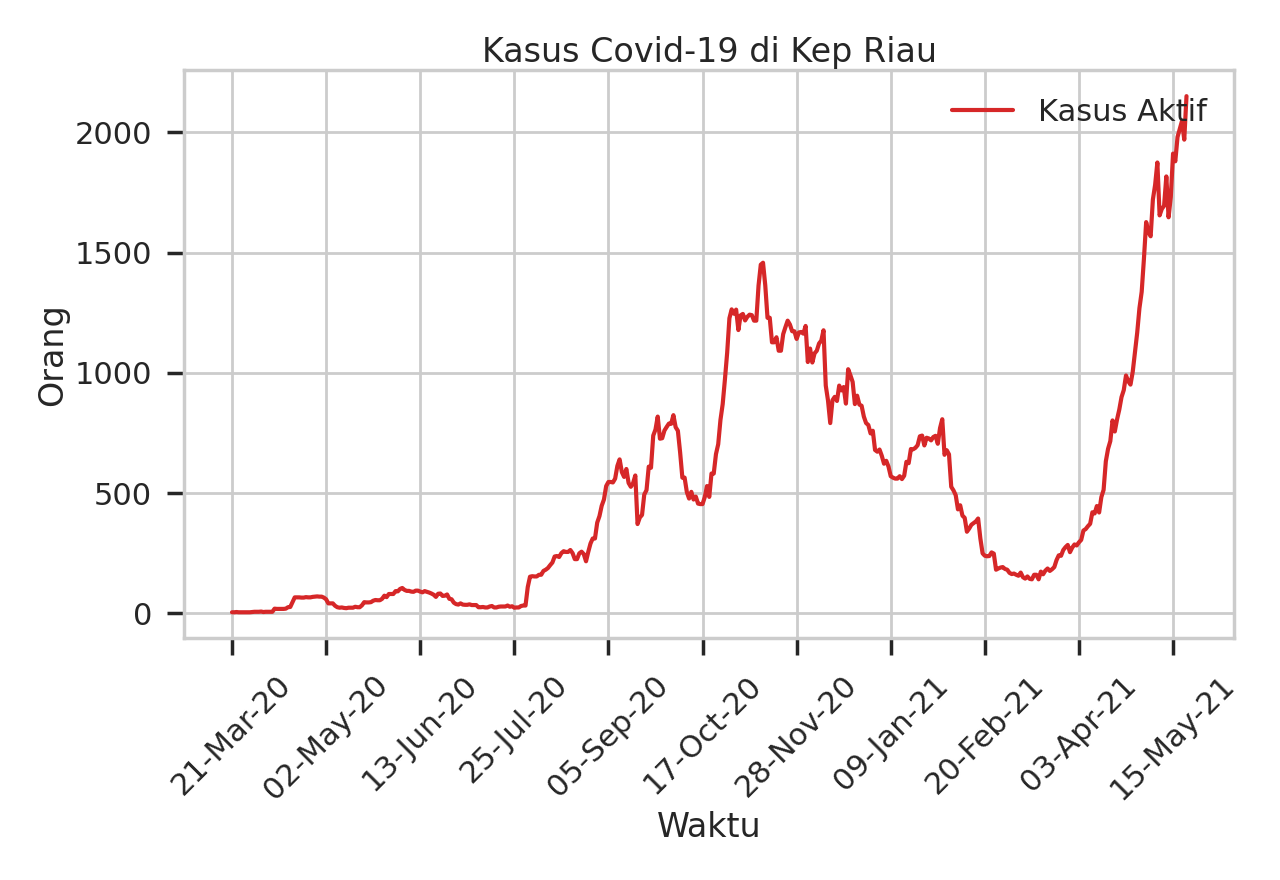 Kasus Covid-19 di Kep Riau
Kasus Aktif
2000
1500
1000
500
0
Orang
21-Mar-20
02-May-20
13-Jun-20
25-Jul-20
05-Sep-20
17-Oct-20
28-Nov-20
09-Jan-21
20-Feb-21
03-Apr-21
15-May-21
Waktu